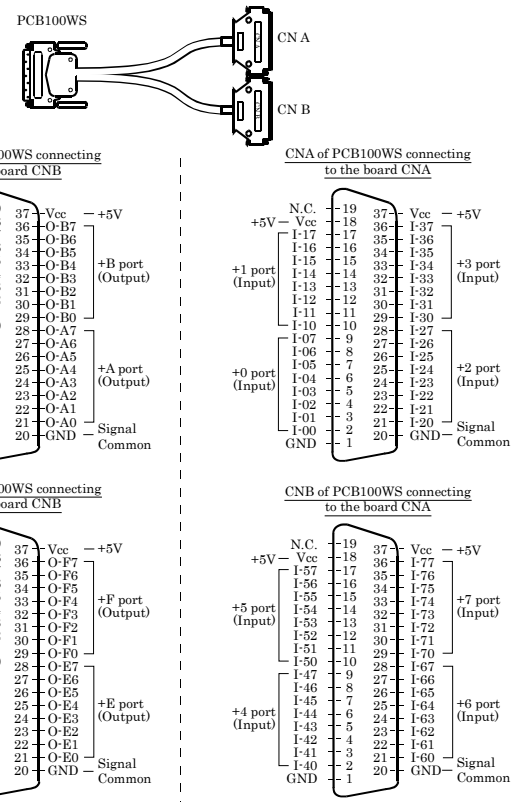 PCB100WS
CN A
CN B
00WS connecting
oard CNB
37 Vcc +5V
36 O-B7
35 O-B6
34 O-B5
33 O-B4
32 O-B3
31 O-B2
30 O-B1
29 O-B0
+B port
(Output)
28 O-A7
27 O-A6
26 O-A5
25 O-A4
24 O-A3
23 O-A2
22 O-A1
21 O-A0
+A port
(Output)
20 GND
Signal
Common
CNA of PCB100WS connecting
to the board CNA
N.C. 19
+5V Vcc 18
I-17 17
I-16 16
I-15 15
I-14 14
I-13 13
I-12 12
I-11 11
I-10 10
+1 port
(Input)
I-07 9
I-06 8
I-05 7
I-04 6
I-03 5
I-02 4
I-01 3
I-00 2
+0 port
(Input)
GND 1
37 Vcc +5V
36 I-37
35 I-36
34 I-35
33 I-34
32 I-33
31 I-32
30 I-31
29 I-30
+3 port
(Input)
28 I-27
27 I-26
26 I-25
25 I-24
24 I-23
23 I-22
22 I-21
21 I-20
+2 port
(Input)
20 GND
Signal
Common
00WS connecting
oard CNB
37 Vcc +5V
36 O-F7
35 O-F6
34 O-F5
33 O-F4
32 O-F3
31 O-F2
30 O-F1
29 O-F0
+F port
(Output)
28 O-E7
27 O-E6
26 O-E5
25 O-E4
24 O-E3
23 O-E2
22 O-E1
21 O-E0
+E port
(Output)
20 GND
Signal
Common
CNB of PCB100WS connecting
to the board CNA
N.C. 19
+5V Vcc 18
I-57 17
I-56 16
I-55 15
I-54 14
I-53 13
I-52 12
I-51 11
I-50 10
+5 port
(Input)
I-47 9
I-46 8
I-45 7
I-44 6
I-43 5
I-42 4
I-41 3
I-40 2
+4 port
(Input)
GND 1
37 Vcc +5V
36 I-77
35 I-76
34 I-75
33 I-74
32 I-73
31 I-72
30 I-71
29 I-70
+7 port
(Input)
28 I-67
27 I-66
26 I-65
25 I-64
24 I-63
23 I-62
22 I-61
21 I-60
+6 port
(Input)
20 GND
Signal
Common